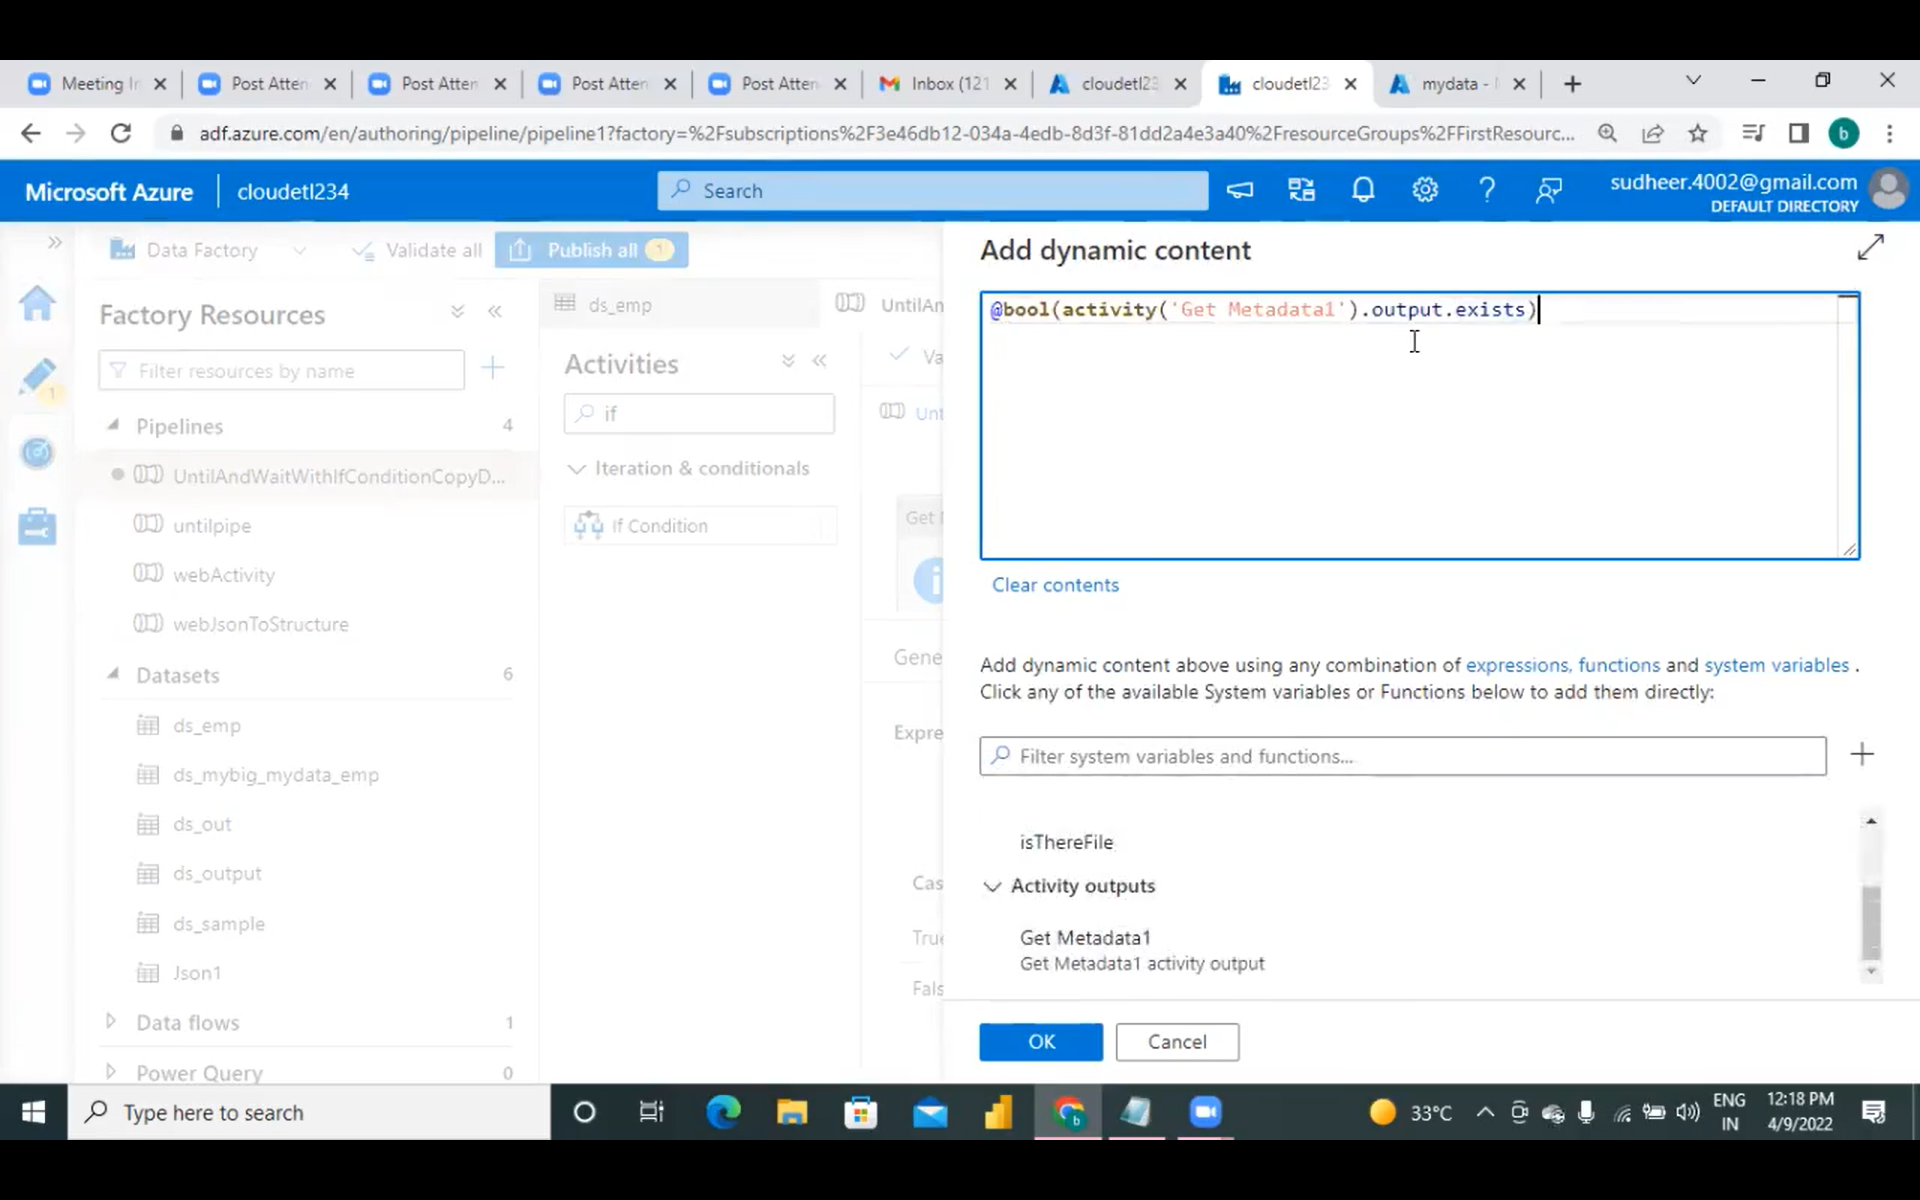 Meeting In
Post Atten
Post Atten
Post Atten
Post Atten
Inbox (121
cloudetl23
cloudetl23
mydata -
adf.azure.com/en/authoring/pipeline/pipeline1?factory=%2Fsubscriptions%2F3e46db12-034a-4edb-8d3f-81dd2a4e3a40%2FresourceGroups%2FFirstResourc...
b
Microsoft Azure
cloudetl234
Search
sudheer.4002@gmail.com
DEFAULT DIRECTORY
Data Factory
Validate all
Publish all 1
Add dynamic content
Factory Resources
ds_emp
UntilAn
@bool(activity('Get Metadata1').output.exists)
Filter resources by name
Activities
Va
Pipelines 4
if
Unt
UntilAndWaitWithIfConditionCopyD...
Iteration & conditionals
untilpipe
If Condition
Get
webActivity
Clear contents
webJsonToStructure
Gene
Datasets 6
Add dynamic content above using any combination of expressions, functions and system variables .
Click any of the available System variables or Functions below to add them directly:
ds_emp
Expre
Filter system variables and functions...
ds_mybig_mydata_emp
ds_out
isThereFile
ds_output
Cas
Activity outputs
ds_sample
True
Get Metadata1
Get Metadata1 activity output
Json1
Fals
Data flows 1
OK
Cancel
Power Query 0
Type here to search
33°C
ENG
IN
12:18 PM
4/9/2022